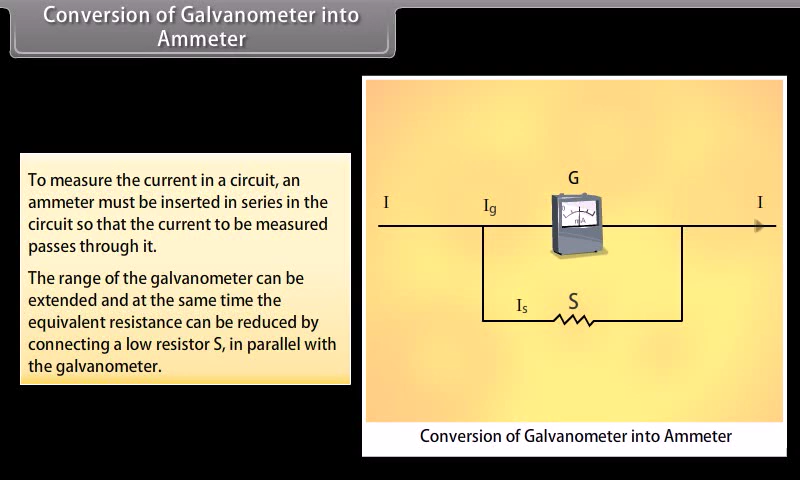 Conversion of Galvanometer into
Ammeter
To measure the current in a circuit, an
ammeter must be inserted in series in the
circuit so that the current to be measured
passes through it.
The range of the galvanometer can be
extended and at the same time the
equivalent resistance can be reduced by
connecting a low resistor S, in parallel with
the galvanometer.
G
I
Ig
I
0
mA
Is
S
Conversion of Galvanometer into Ammeter